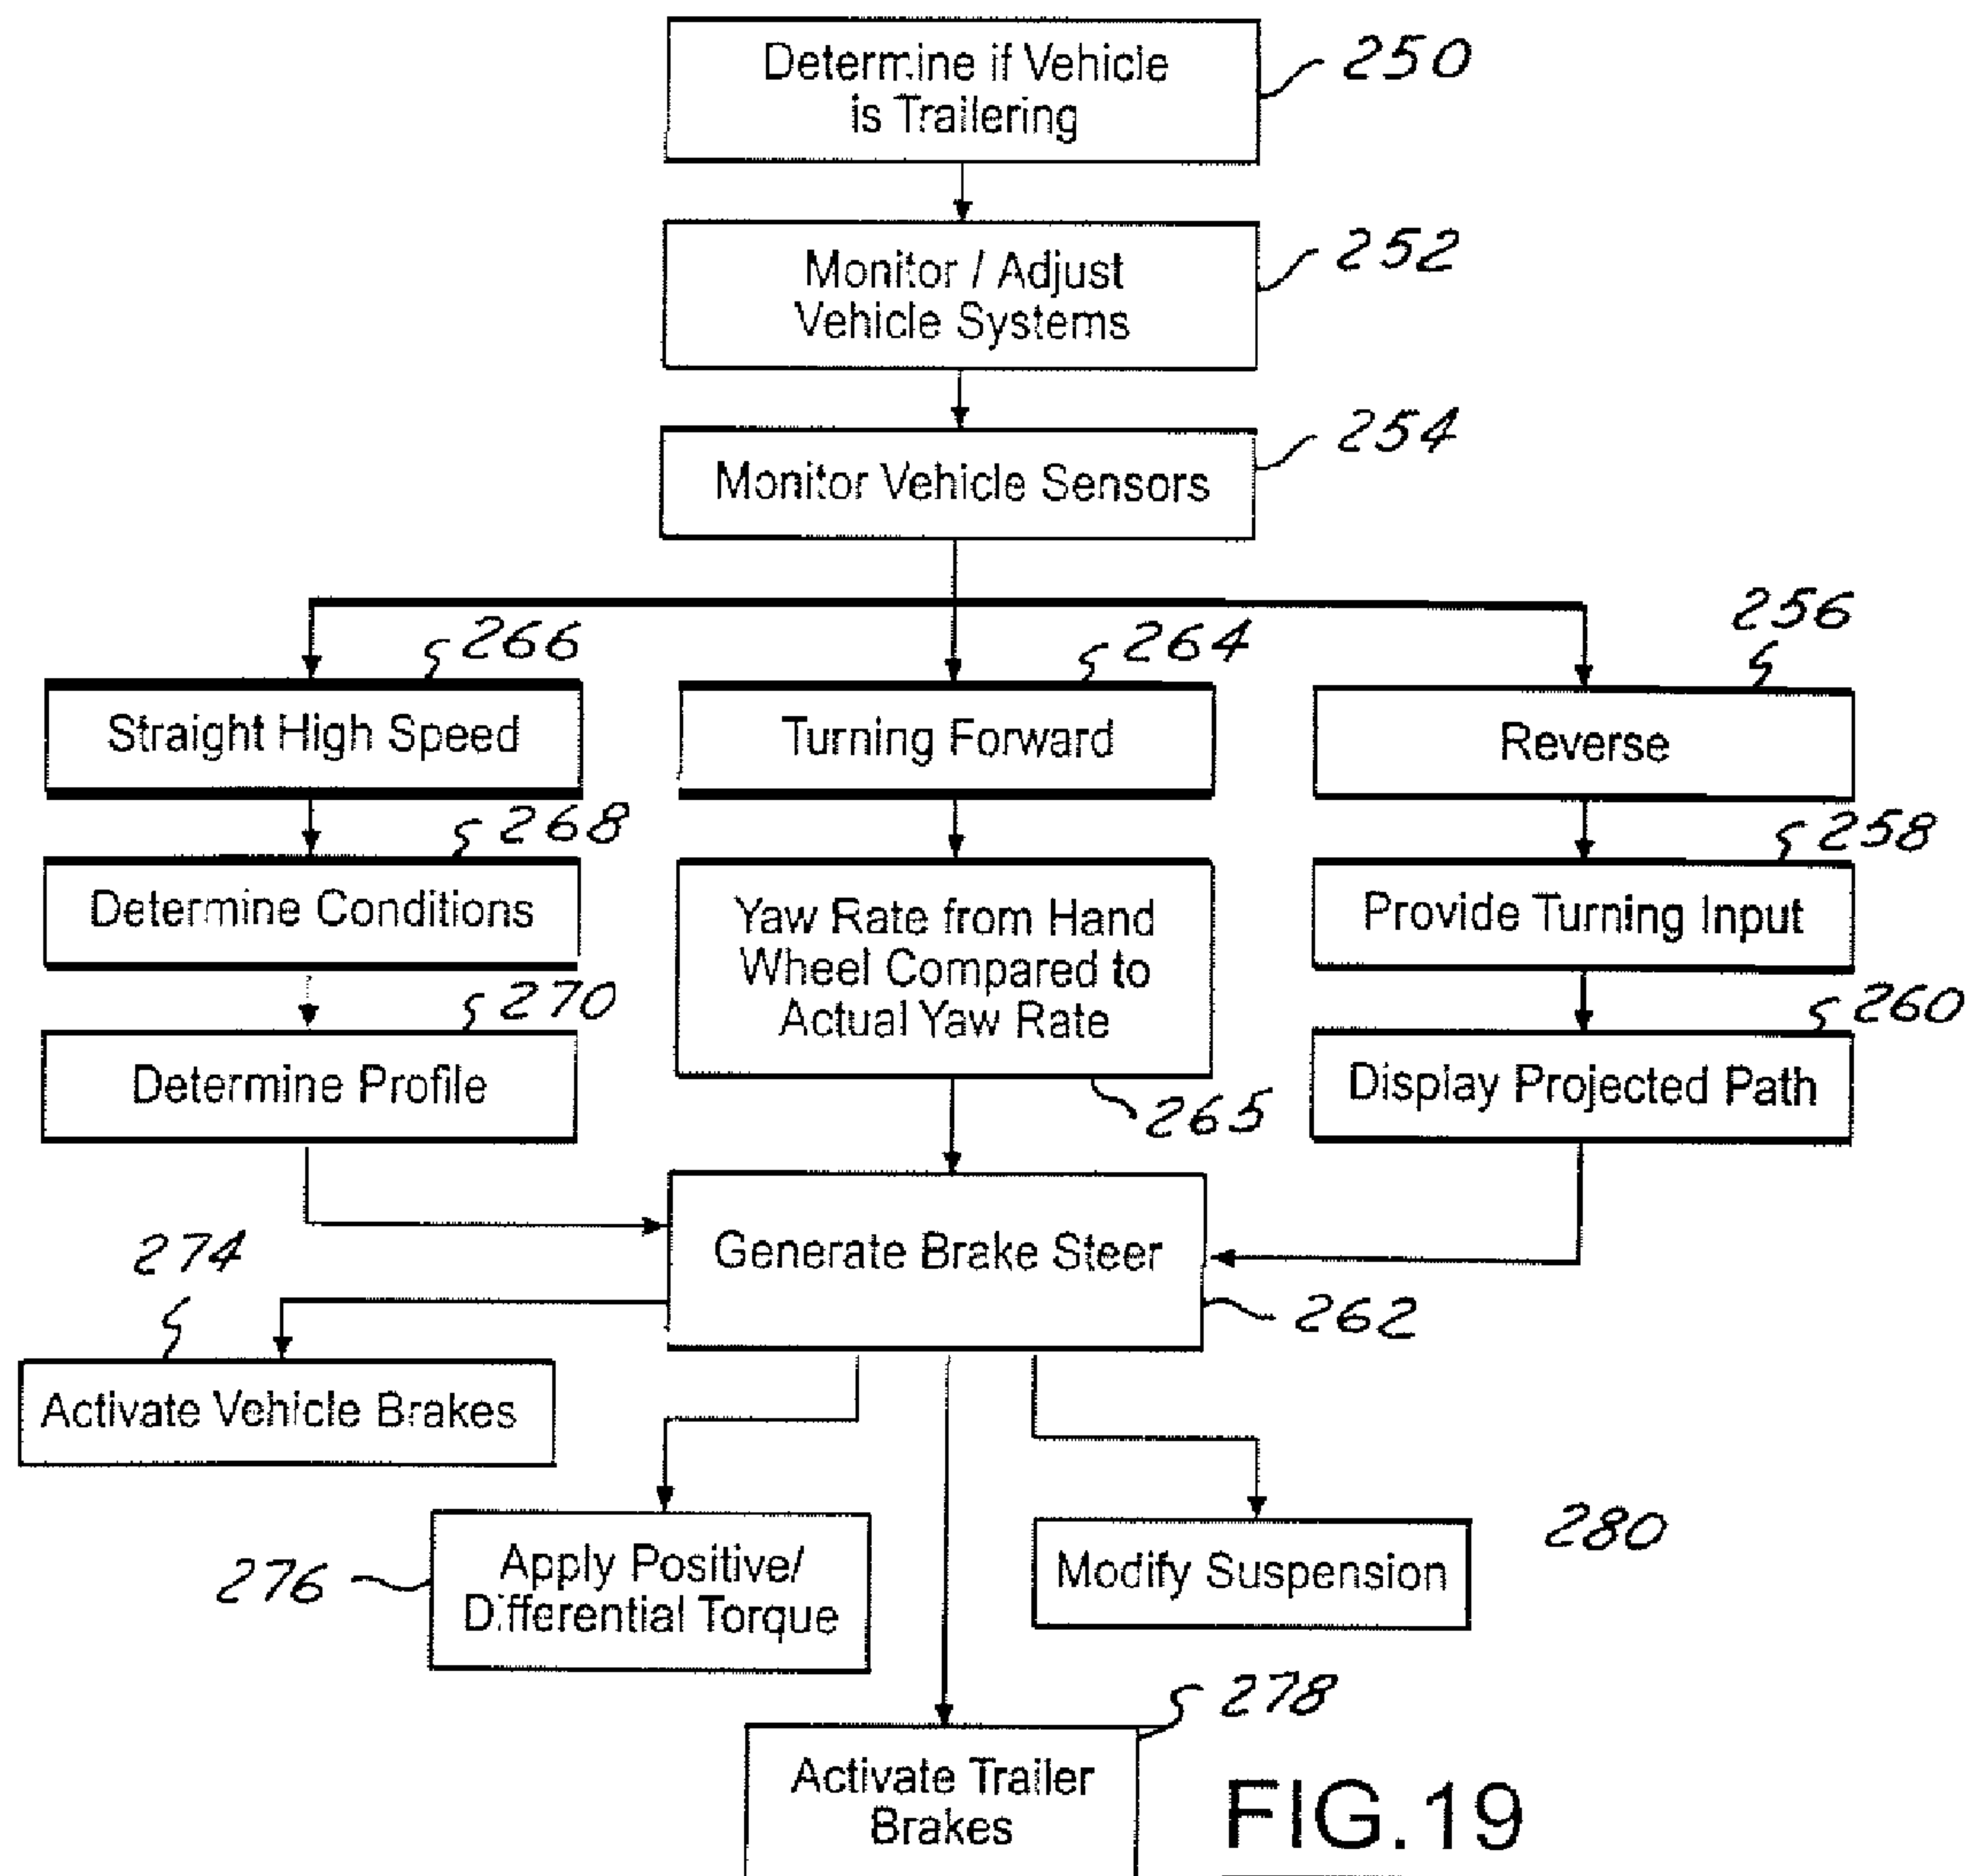 Determine if Vehicle
is Trailering
250
Monitor / Adjust
Vehicle Systems
252
Monitor Vehicle Sensors
254
266
264
256
Straight High Speed
Turning Forward
Reverse
268
258
Determine Conditions
Yaw Rate from Hand
Wheel Compared to
Actual Yaw Rate
265
Provide Turning Input
270
260
Determine Profile
Display Projected Path
Generate Brake Steer
262
274
Activate Vehicle Brakes
276
Apply Positive/
Differential Torque
Modify Suspension
280
278
Activate Trailer
Brakes
FIG.19